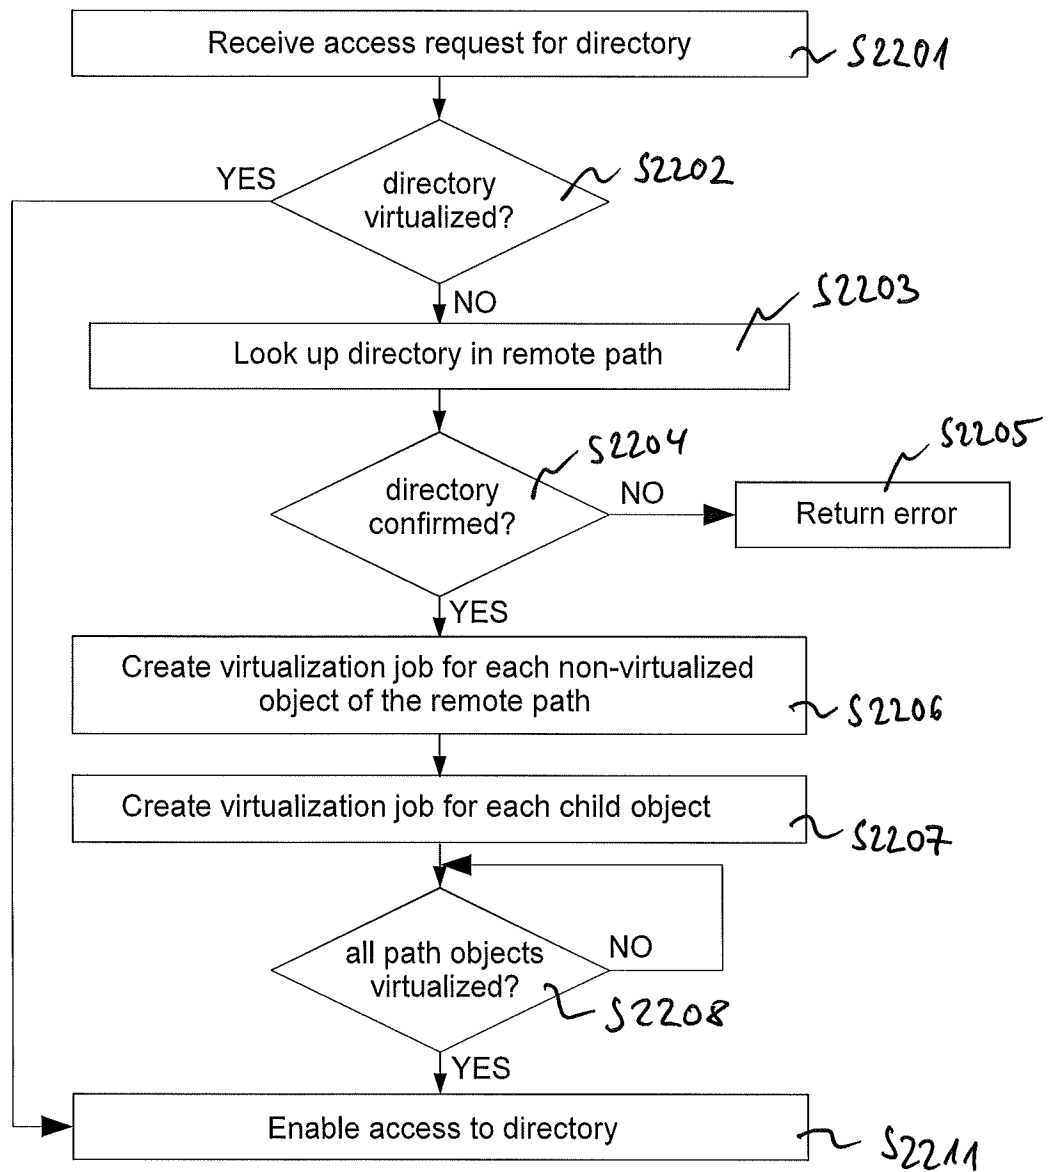 Receive access request for directory
S2201
directory
virtualized?
S2202
YES
NO
Look up directory in remote path
S2203
directory
confirmed?
S2204
NO
Return error
S2205
YES
Create virtualization job for each non-virtualized
object of the remote path
S2206
Create virtualization job for each child object
S2207
all path objects
virtualized?
S2208
NO
YES
Enable access to directory
S2211